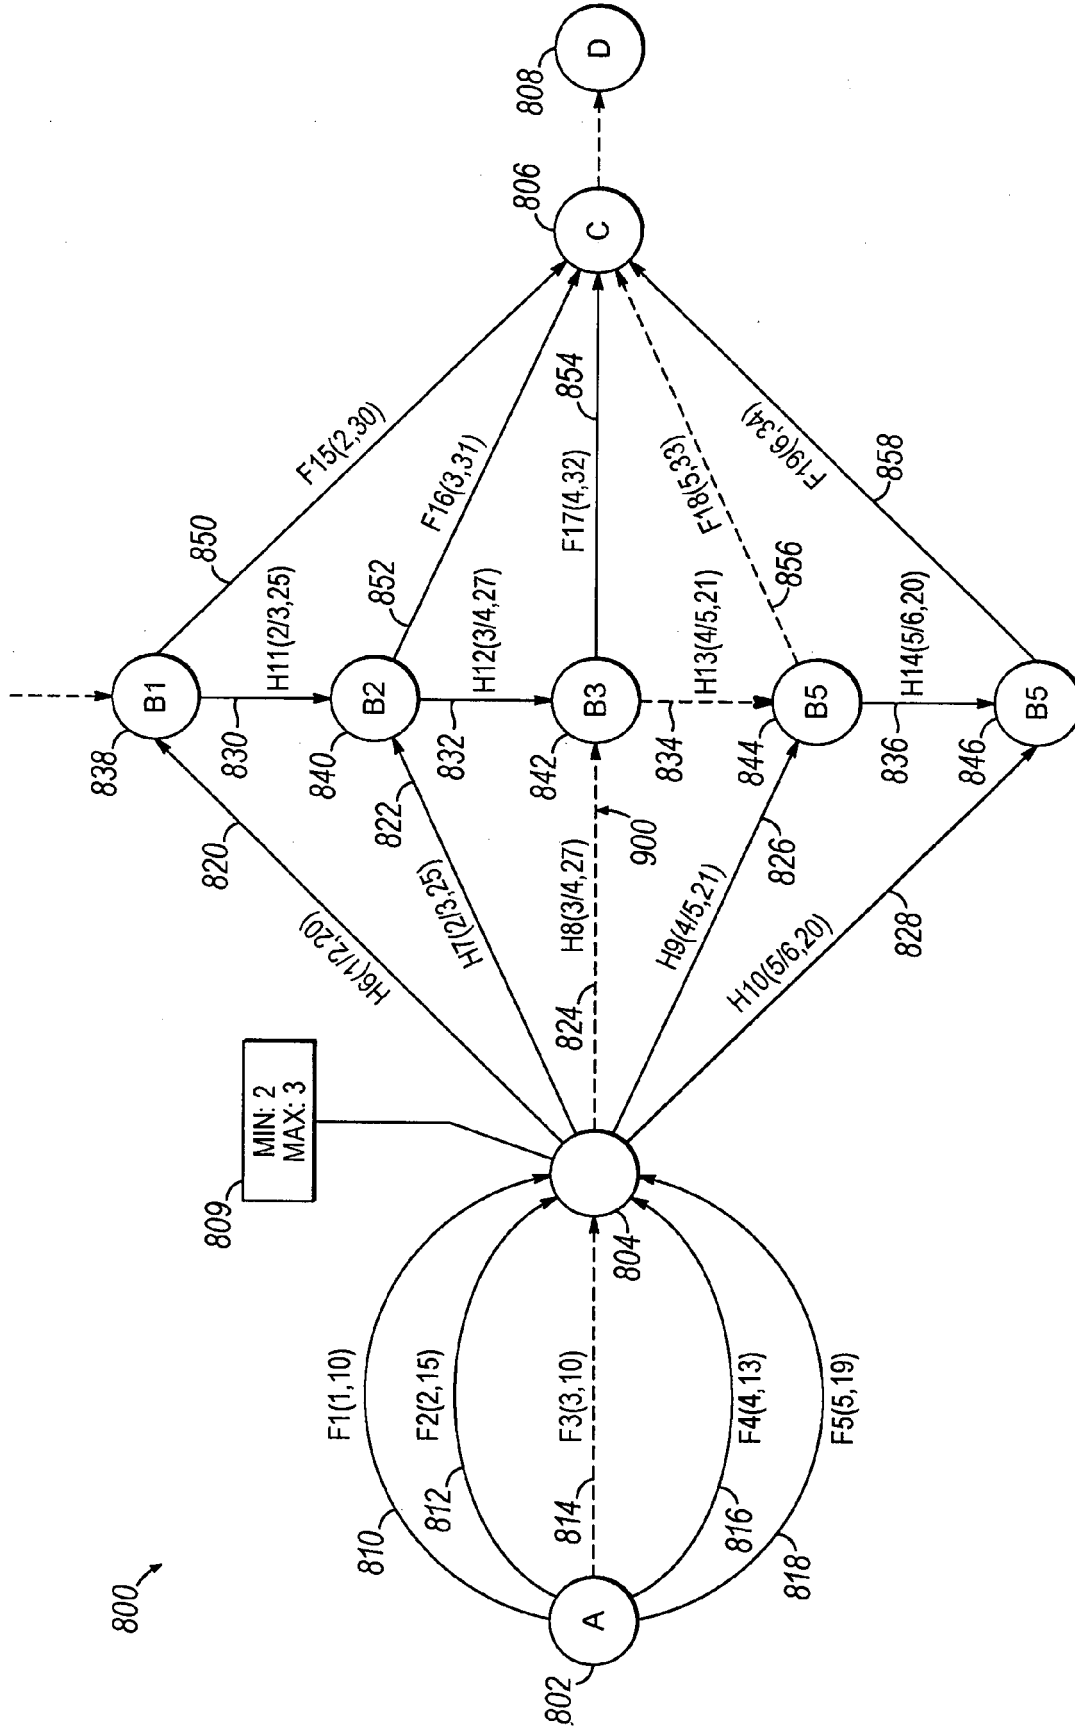 800
802
A
810
F1(1,10)
812
F2(2,15)
814
F3(3,10)
816
F4(4,13)
818
F5(5,19)
804
809
MIN: 2
MAX: 3
820
H6(1/2,20)
822
H7(2/3,25)
824
H8(3/4,27)
900
826
H9(4/5,21)
828
H10(5/6,20)
838
B1
830
H11(2/3,25)
840
B2
832
H12(3/4,27)
842
B3
834
H13(4/5,21)
844
B5
836
H14(5/6,20)
846
B5
850
F15(2,30)
852
F16(3,31)
854
F17(4,32)
856
F18(5,33)
858
F19(6,34)
806
C
808
D